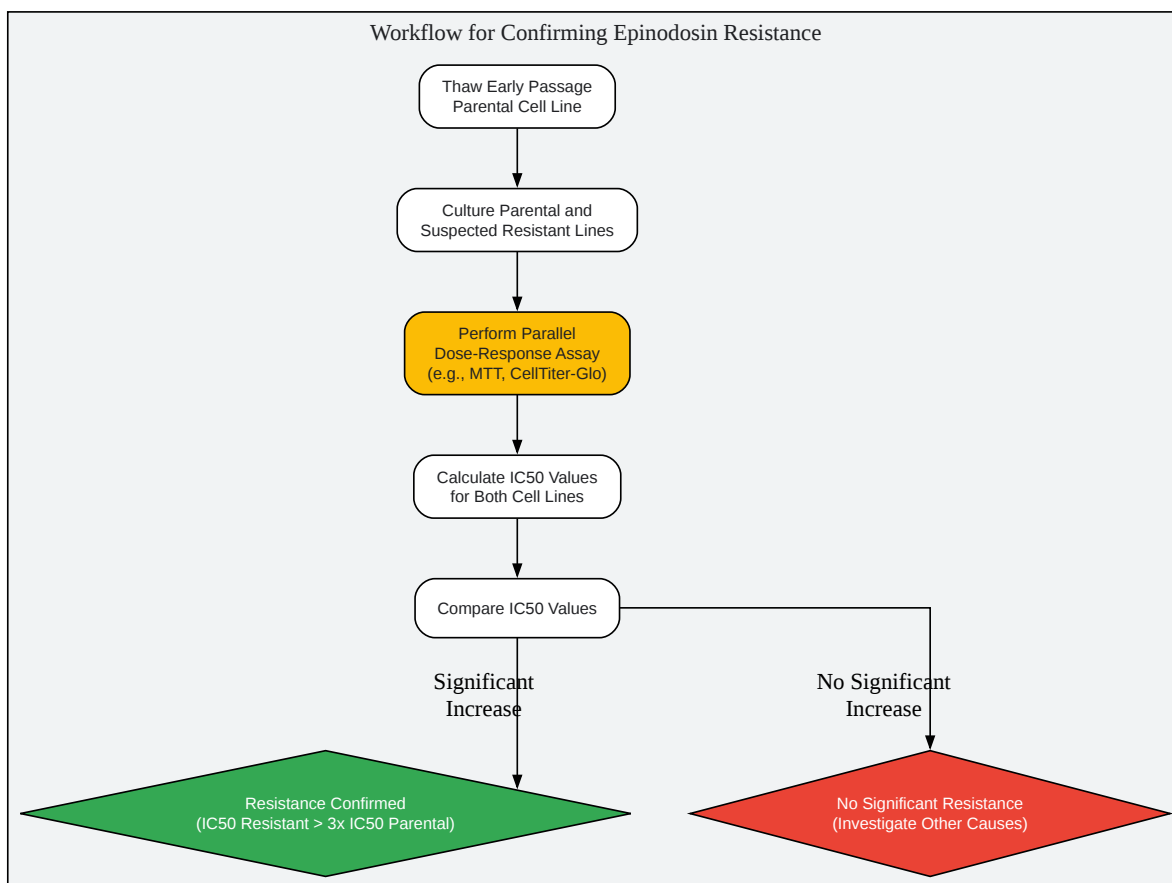 Workflow for Confirming Epinodosin Resistance
Thaw Early Passage
Parental Cell Line
Culture Parental and
Suspected Resistant Lines
Perform Parallel
Dose-Response Assay
(e.g., MTT, CellTiter-Glo)
Calculate IC50 Values
for Both Cell Lines
Compare IC50 Values
Significant
Increase
No Significant
Increase
Resistance Confirmed
(IC50 Resistant > 3x IC50 Parental)
No Significant Resistance
(Investigate Other Causes)